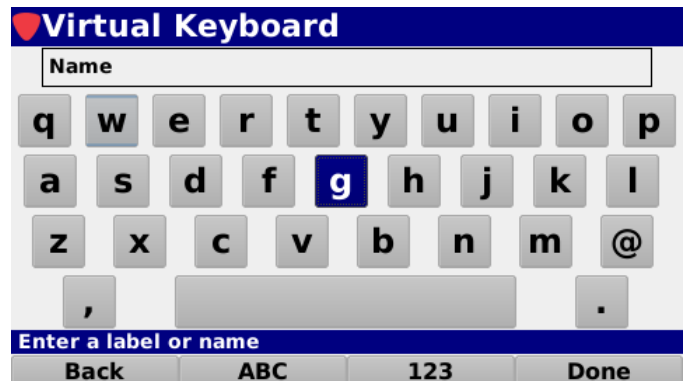 Virtual Keyboard
Name
q w e r t y u i o p
a s d f g h j k l
z x c v b n m @
, .
Enter a label or name
Back ABC 123 Done